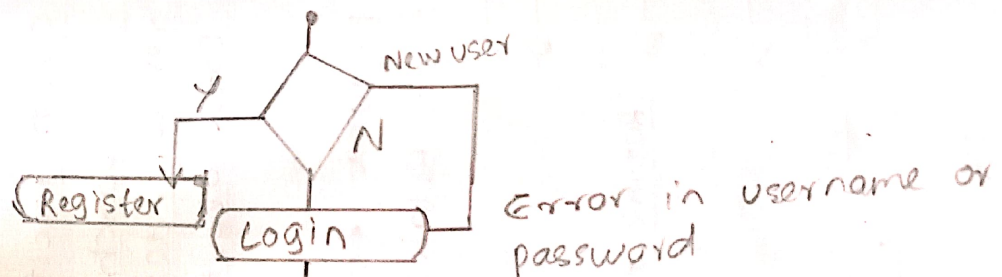 New user
Y
N
Register
Login
Error in username or
password